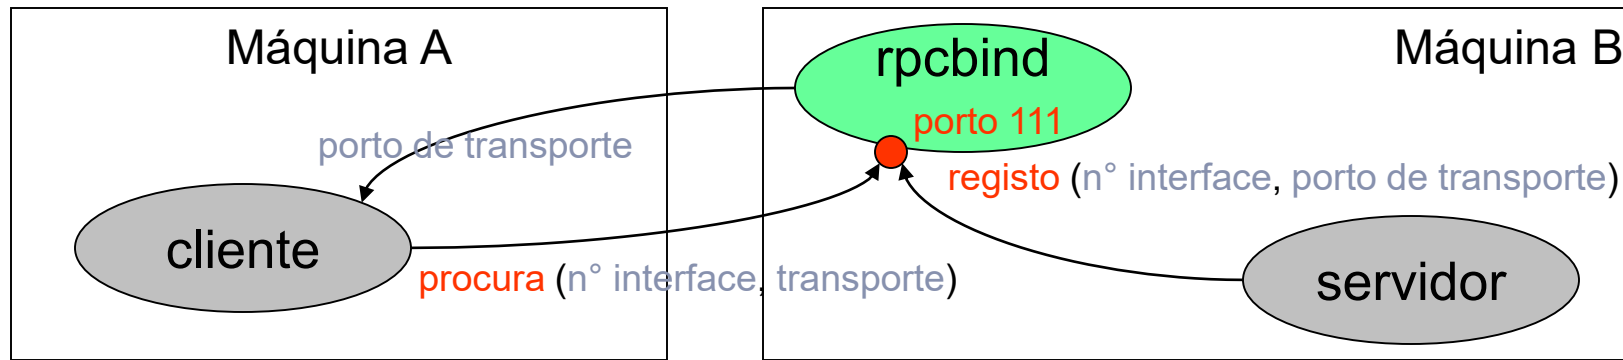 Máquina A
rpcbind
Máquina B
porto 111
porto de transporte
registo (n° interface, porto de transporte)
cliente
procura (n° interface, transporte)
servidor